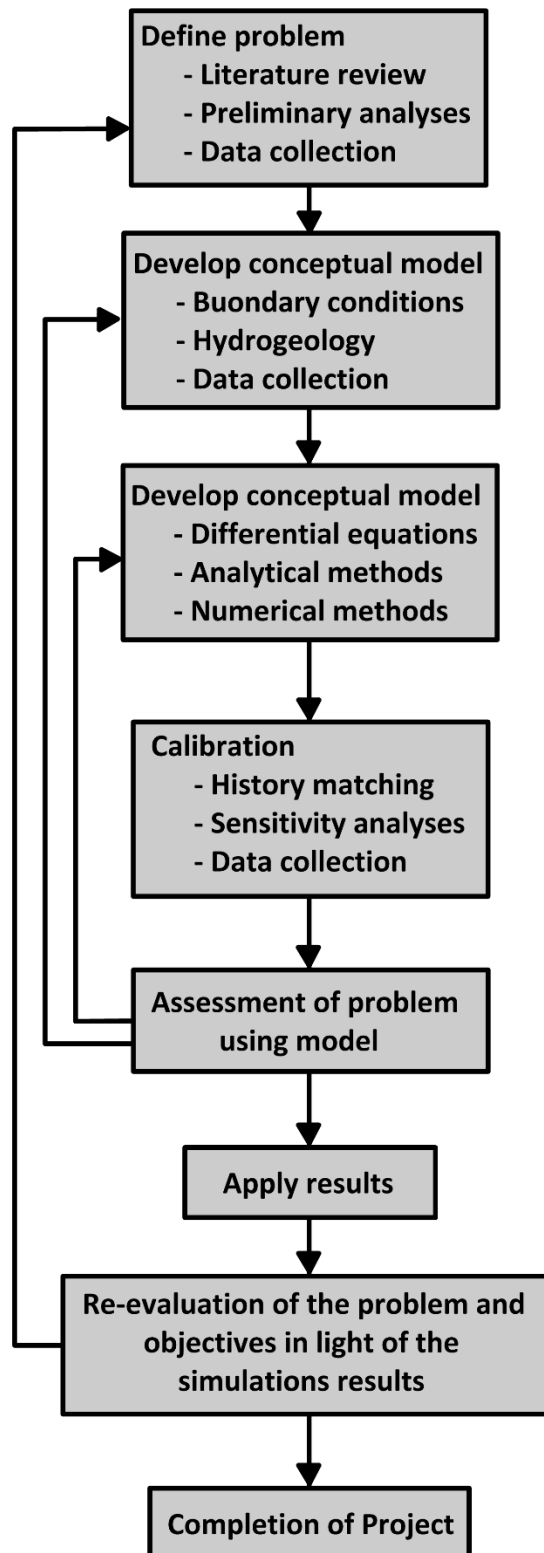 Define problem
- Literature review
- Preliminary analyses
- Data collection
Develop conceptual model
- Buondary conditions
- Hydrogeology
- Data collection
Develop conceptual model
- Differential equations
- Analytical methods
- Numerical methods
Calibration
- History matching
- Sensitivity analyses
- Data collection
Assessment of problem
using model
Apply results
Re-evaluation of the problem and
objectives in light of the
simulations results
Completion of Project